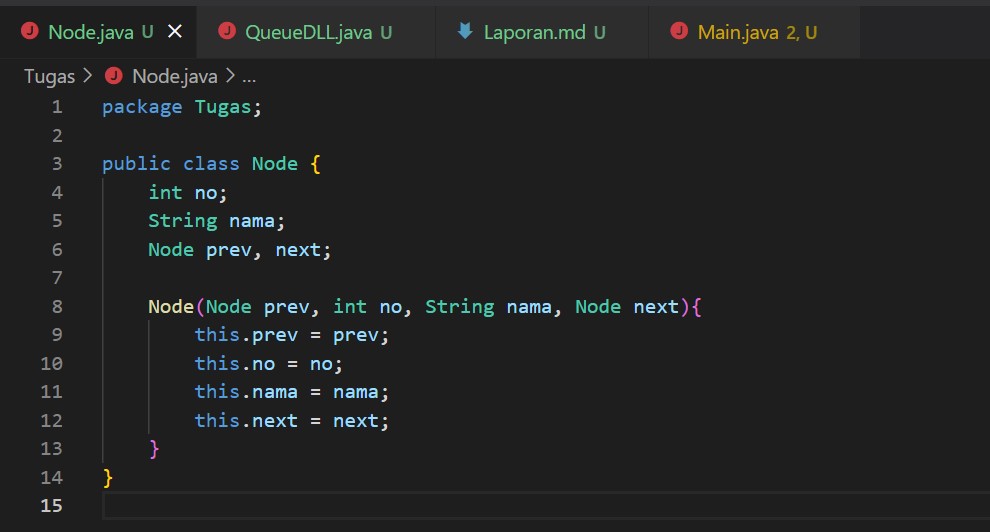 Node.java U
QueueDLL.java U
Laporan.md U
Main.java 2, U
Tugas > Node.java > ...
1 package Tugas;
2
3 public class Node {
4     int no;
5     String nama;
6     Node prev, next;
7
8     Node(Node prev, int no, String nama, Node next){
9         this.prev = prev;
10         this.no = no;
11         this.nama = nama;
12         this.next = next;
13     }
14 }
15